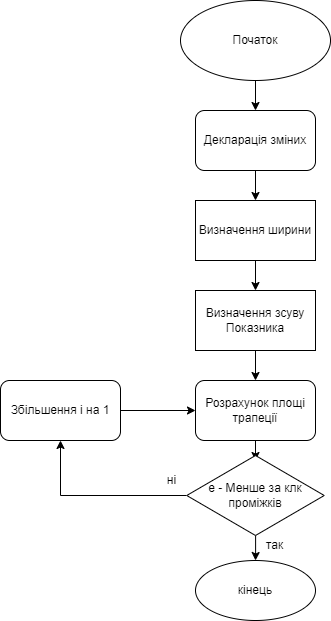 Початок
Декларація зміних
Визначення ширини
Визначення зсуву
Показника
Збільшення і на 1
Розрахунок площі
трапеції
ні
е - Менше за клк
проміжків
так
кінець